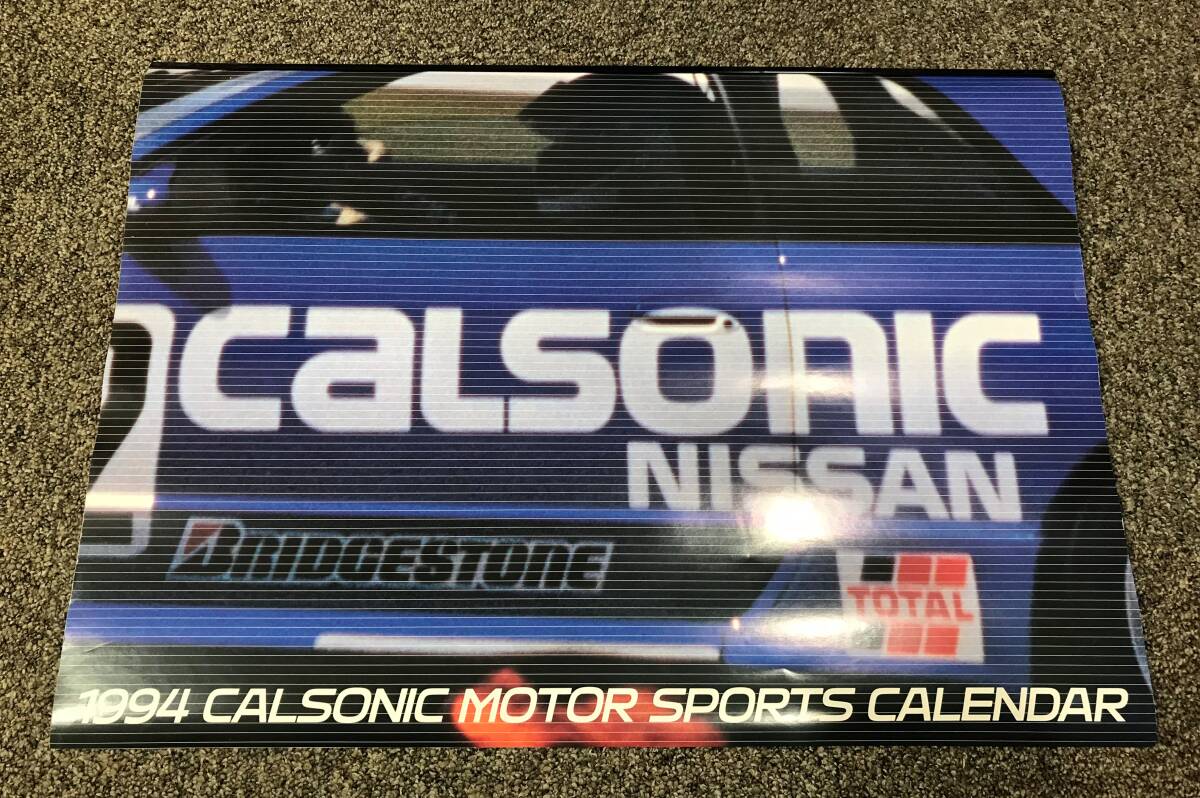 calsonic
NISSAN
BRIDGESTONE
TOTAL
1994 CALSONIC MOTOR SPORTS CALENDAR